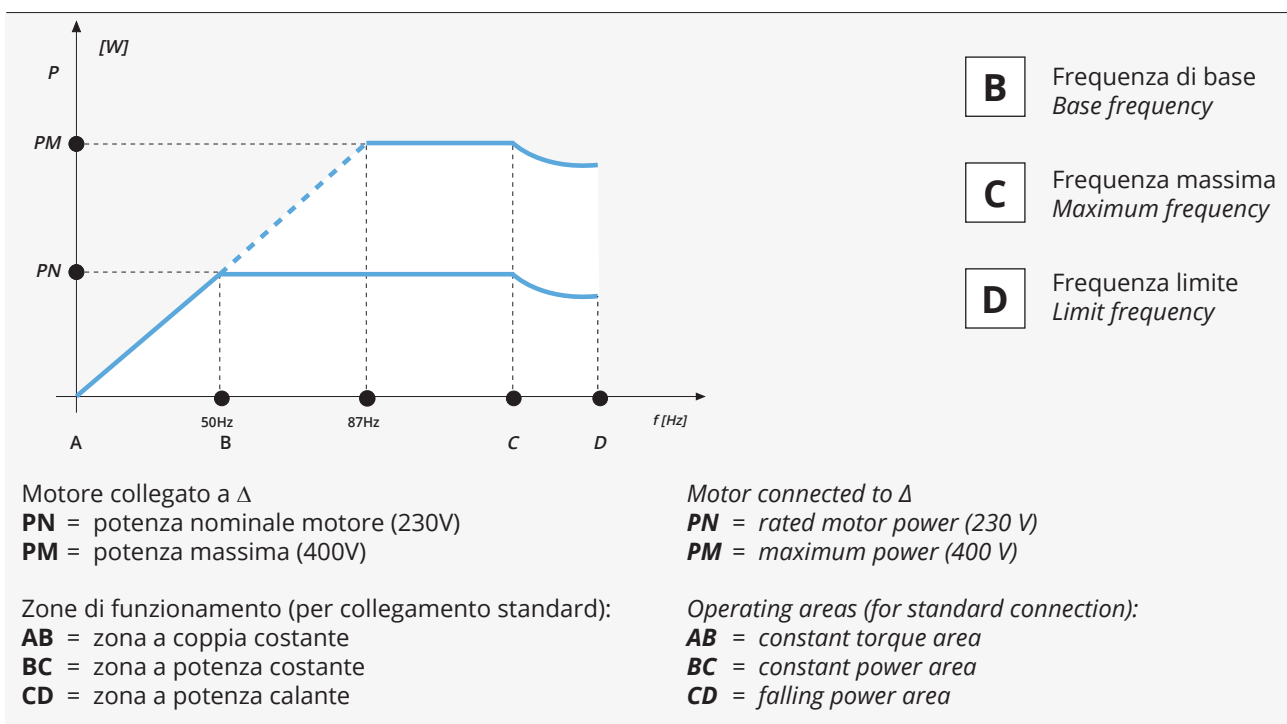 [W]
P
PM
PN
50Hz
87Hz
f [Hz]
A
B
C
D
B
Frequenza di base
Base frequency
C
Frequenza massima
Maximum frequency
D
Frequenza limite
Limit frequency
Motore collegato a Δ
PN = potenza nominale motore (230V)
PM = potenza massima (400V)
Zone di funzionamento (per collegamento standard):
AB = zona a coppia costante
BC = zona a potenza costante
CD = zona a potenza calante
Motor connected to Δ
PN = rated motor power (230 V)
PM = maximum power (400 V)
Operating areas (for standard connection):
AB = constant torque area
BC = constant power area
CD = falling power area